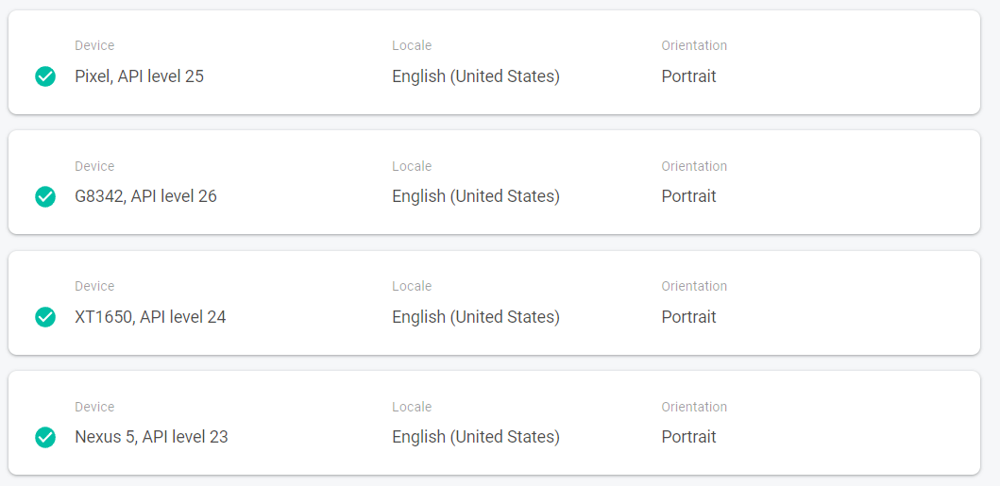 Device Locale Orientation
Pixel, API level 25 English (United States) Portrait
Device Locale Orientation
G8342, API level 26 English (United States) Portrait
Device Locale Orientation
XT1650, API level 24 English (United States) Portrait
Device Locale Orientation
Nexus 5, API level 23 English (United States) Portrait